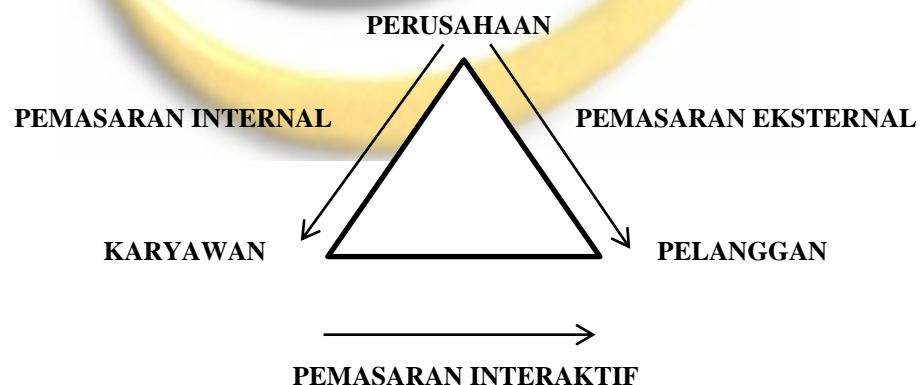 PERUSAHAAN
PEMASARAN INTERNAL
PEMASARAN EKSTERNAL
KARYAWAN
PELANGGAN
PEMASARAN INTERAKTIF